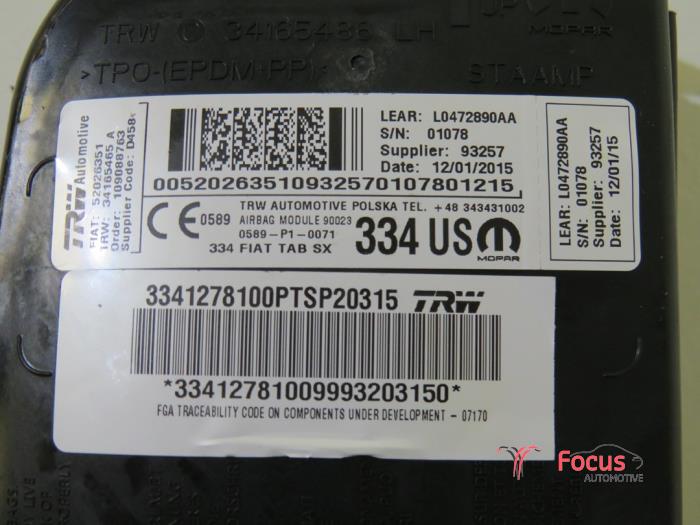 TRW 34165486 LH
MOPAR
>TPO-(EPDM+PP)<
STAAMP
TRW Automotive
FIAT: 52026351
TRW: 34165465 A
Order: 109088763
Supplier Code: D458
LEAR: L0472890AA
S/N: 01078
Supplier: 93257
Date: 12/01/2015
00520263510932570107801215
CE 0589
TRW AUTOMOTIVE POLSKA TEL. +48 343431002
AIRBAG MODULE 90023
0589-P1-0071
334 FIAT TAB SX
334 US
MOPAR
LEAR: L0472890AA
S/N: 01078
Supplier: 93257
Date: 12/01/15
3341278100PTSP20315 TRW
*33412781009993203150*
FGA TRACEABILITY CODE ON COMPONENTS UNDER DEVELOPMENT - 07170
Focus
AUTOMOTIVE